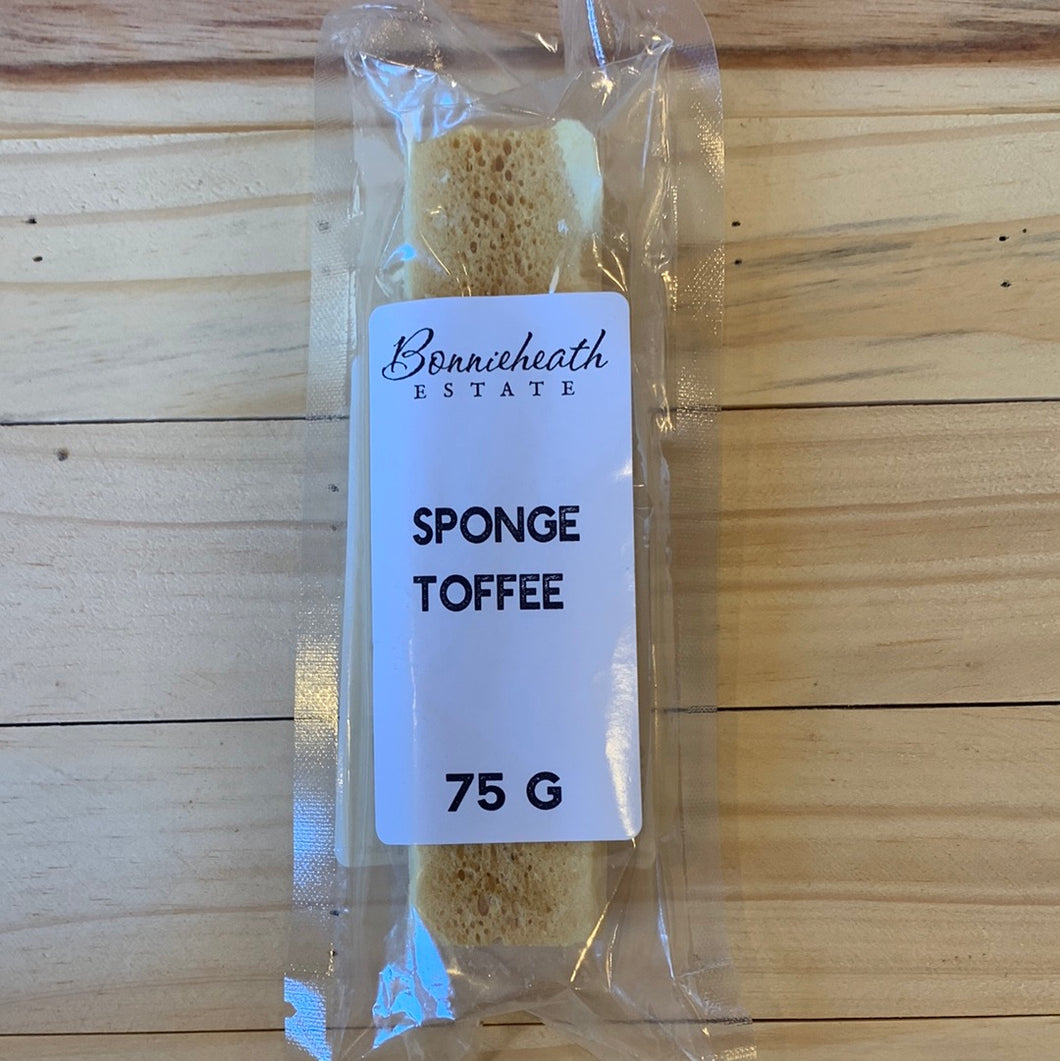 Bonnieheath
ESTATE
SPONGE
TOFFEE
75 G